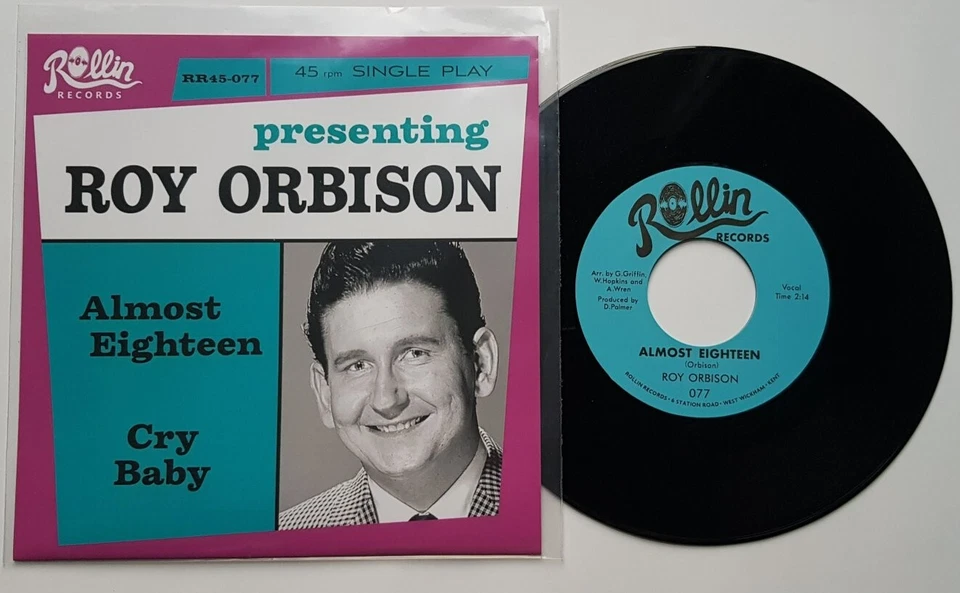 Rollin
RECORDS
RR45-077
45 rpm SINGLE PLAY
presenting
ROY ORBISON
Almost
Eighteen
Cry
Baby
Rollin
RECORDS
Arr. by G. Griffin,
W. Hopkins and
A. Wren
Produced by
D. Palmer
Vocal
Time 2:14
ALMOST EIGHTEEN
(Orbison)
ROY ORBISON
077
ROLLIN RECORDS • 6 STATION ROAD • WEST WICKHAM • KENT